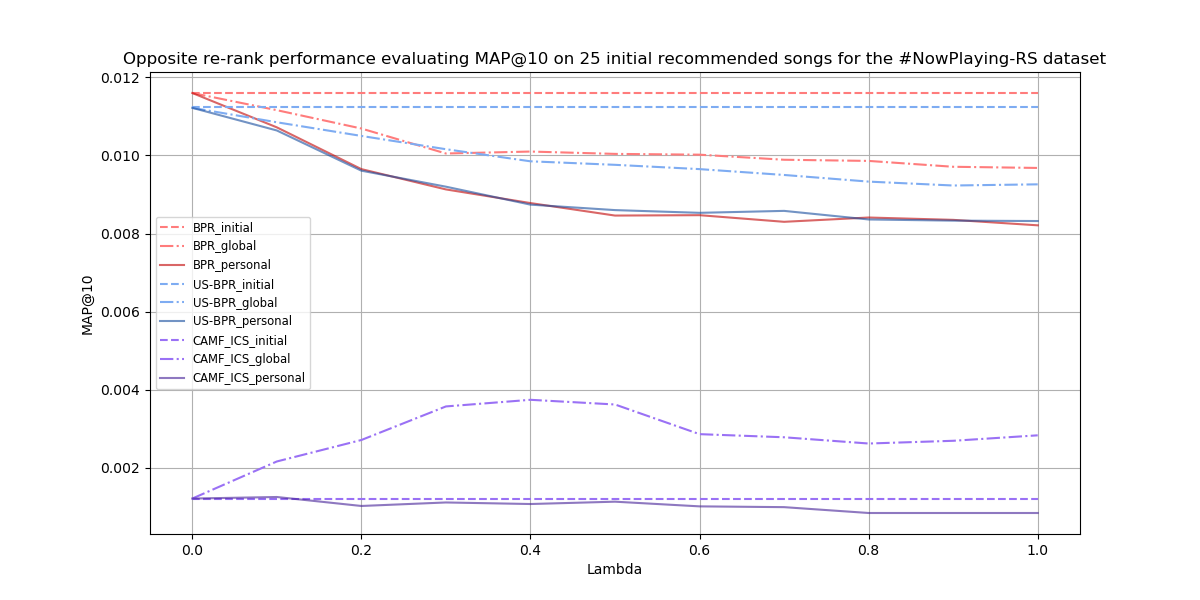 Opposite re-rank performance evaluating MAP@10 on 25 initial recommended songs for the #NowPlaying-RS dataset
0.012
0.010
0.008
0.006
0.004
0.002
MAP@10
BPR_initial
BPR_global
BPR_personal
US-BPR_initial
US-BPR_global
US-BPR_personal
CAMF_ICS_initial
CAMF_ICS_global
CAMF_ICS_personal
0.0 0.2 0.4 0.6 0.8 1.0
Lambda